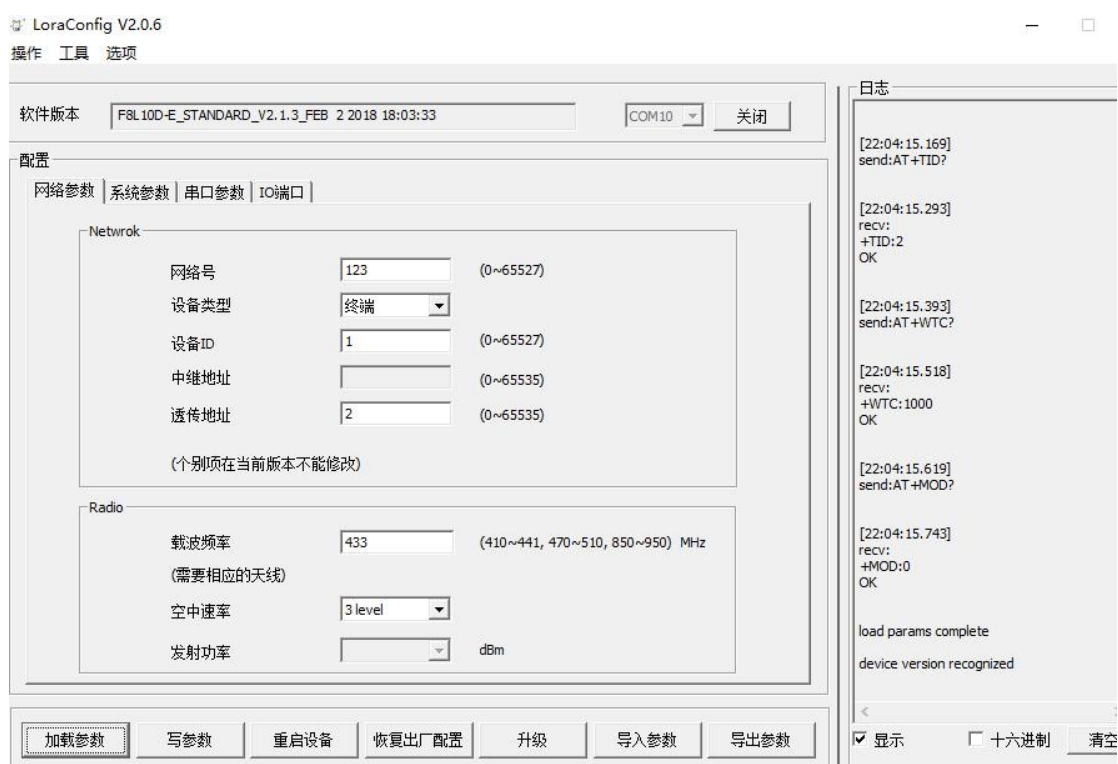 LoraConfig V2.0.6
操作 工具 选项
软件版本 F8L10D-E_STANDARD_V2.1.3_FEB 2 2018 18:03:33 COM10 关闭
配置
网络参数 系统参数 串口参数 IO端口
Netwrok
网络号 123 (0~65527)
设备类型 终端
设备ID 1 (0~65527)
中继地址 (0~65535)
透传地址 2 (0~65535)
(个别项在当前版本不能修改)
Radio
载波频率 433 (410~441, 470~510, 850~950) MHz
(需要相应的天线)
空中速率 3 level
发射功率 dBm
加载参数 写参数 重启设备 恢复出厂配置 升级 导入参数 导出参数
日志
[22:04:15.169]
send:AT+TID?
[22:04:15.293]
recv:
+TID:2
OK
[22:04:15.393]
send:AT+WTC?
[22:04:15.518]
recv:
+WTC:1000
OK
[22:04:15.619]
send:AT+MOD?
[22:04:15.743]
recv:
+MOD:0
OK
load params complete
device version recognized
显示 十六进制 清空